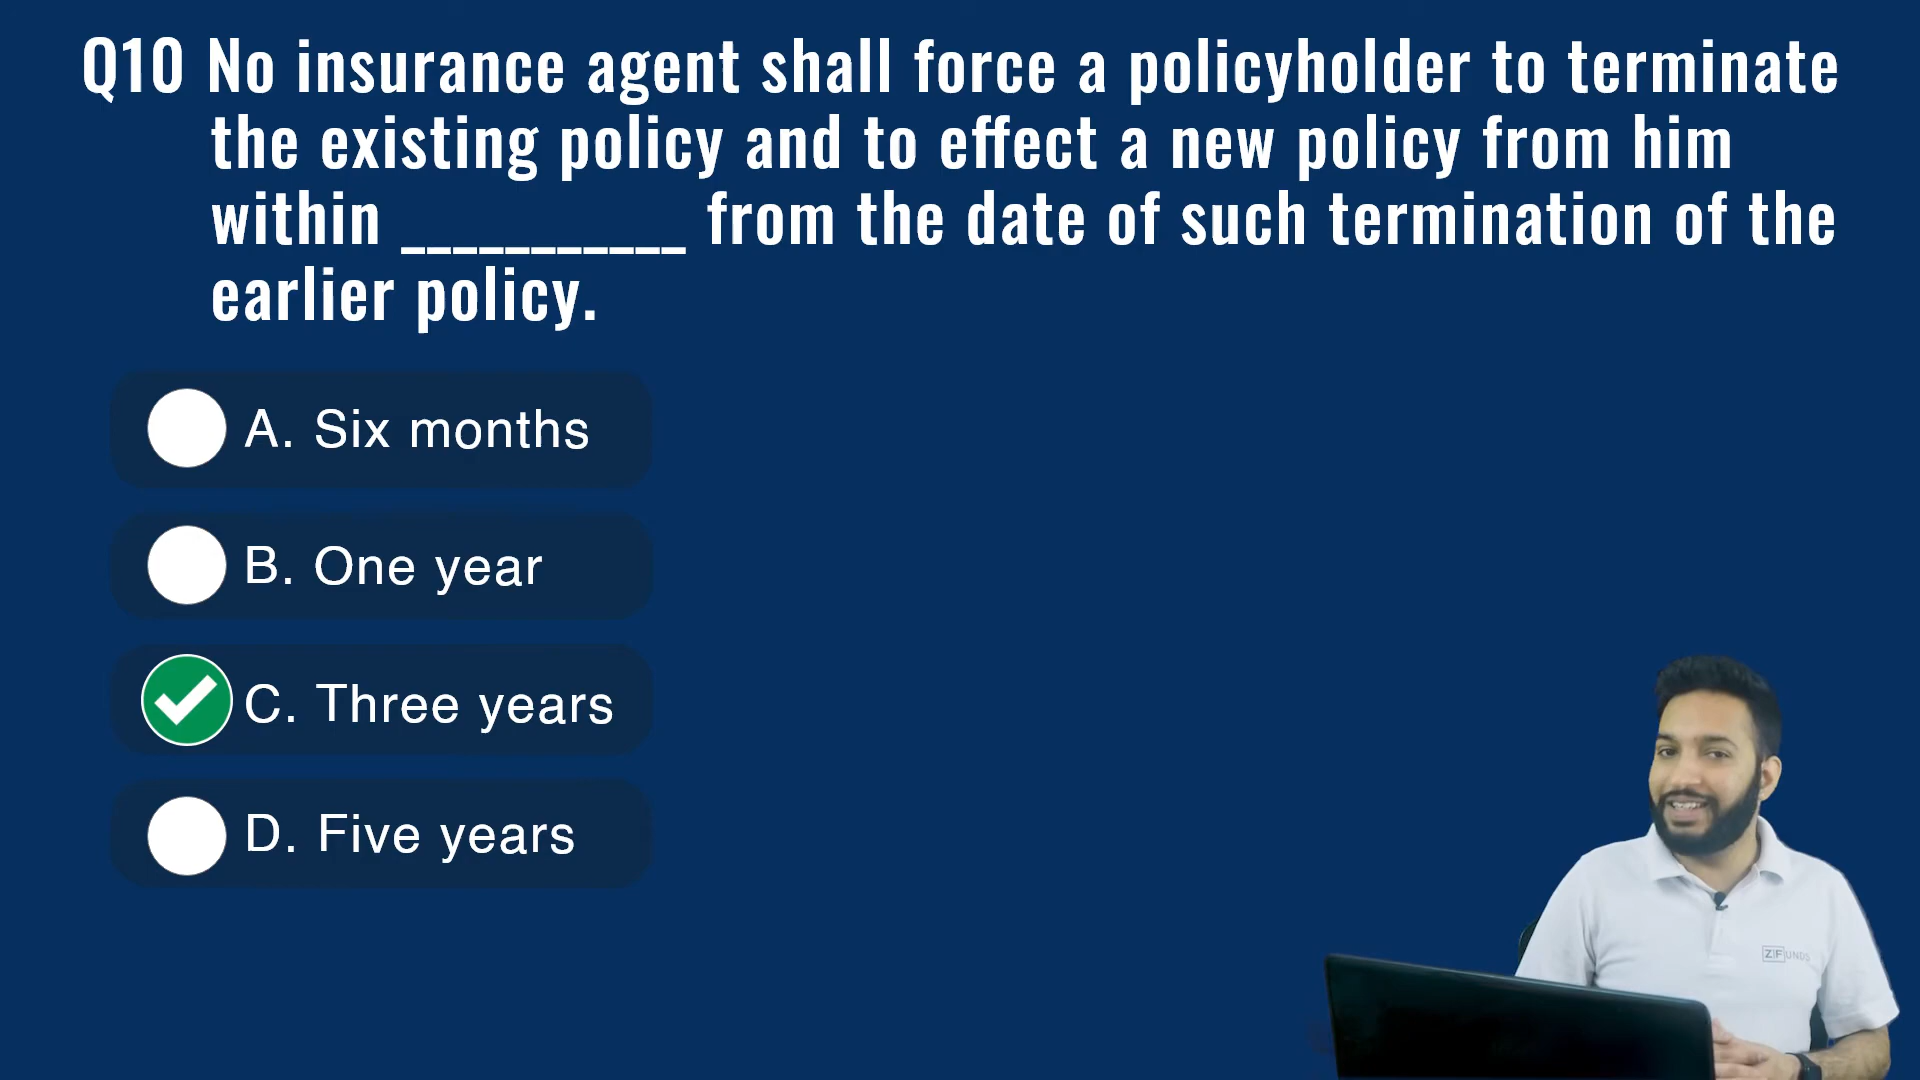 Q10 No insurance agent shall force a policyholder to terminate
the existing policy and to effect a new policy from him
within ___________ from the date of such termination of the
earlier policy.
A. Six months
B. One year
C. Three years
D. Five years
ZFUNDS